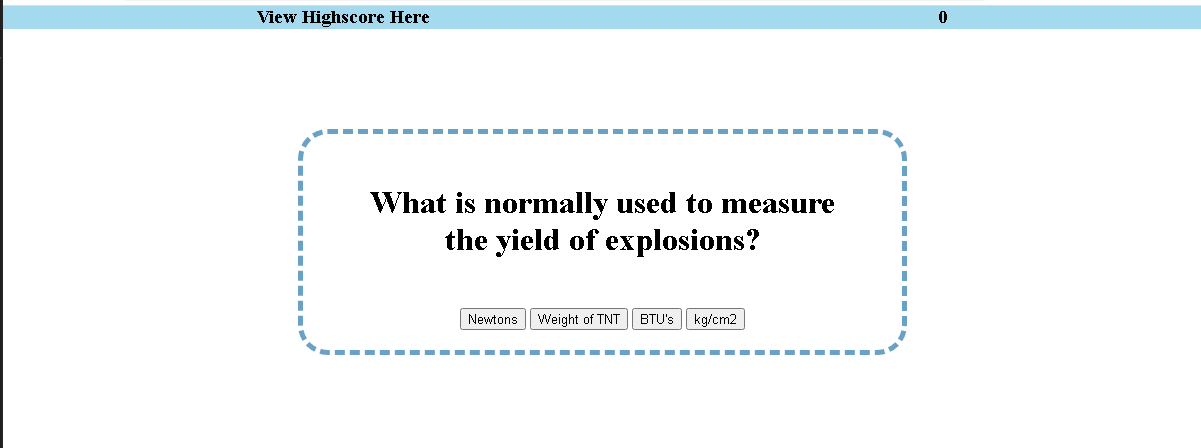 View Highscore Here 0
What is normally used to measure
the yield of explosions?
Newtons Weight of TNT BTU's kg/cm2